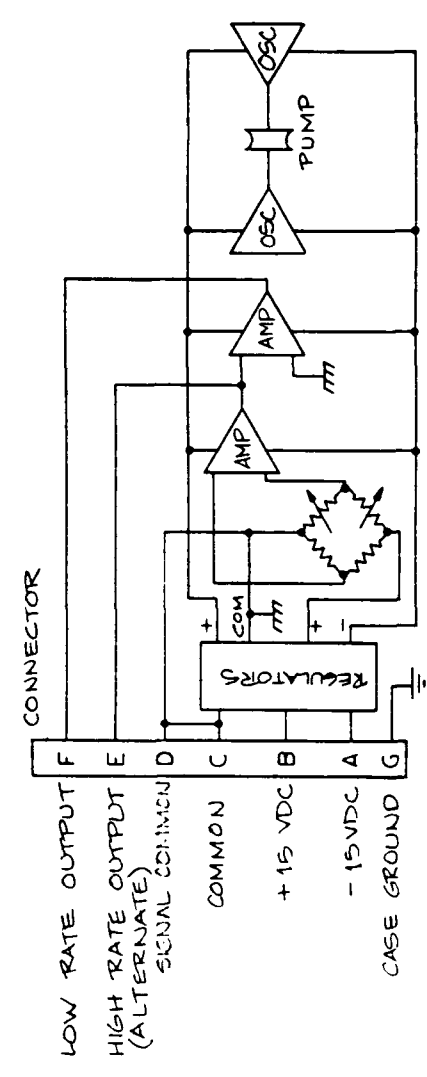 CONNECTOR
LOW RATE OUTPUT
F
HIGH RATE OUTPUT
(ALTERNATE)
E
SIGNAL COMMON
D
COMMON
C
+15 VDC
B
-15VDC
A
CASE GROUND
G
REGULATORS
+
COM
+
-
AMP
AMP
OSC
PUMP
OSC